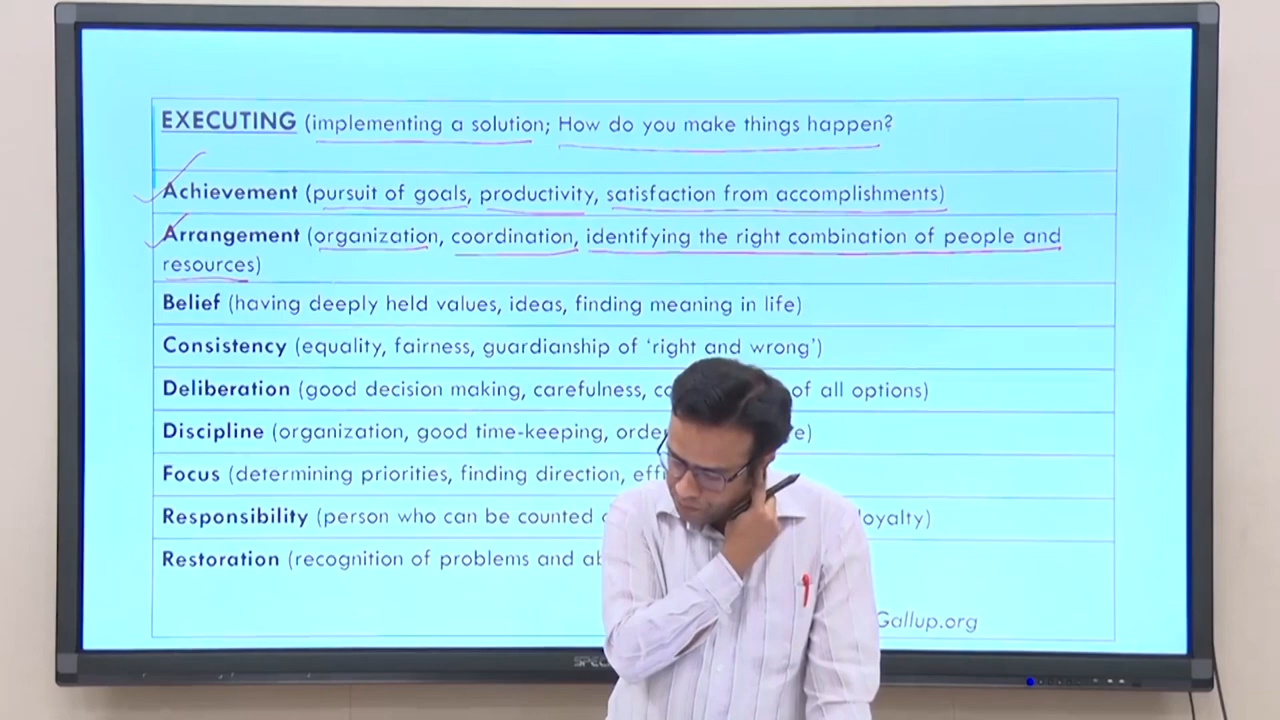 EXECUTING (implementing a solution; How do you make things happen?
Achievement (pursuit of goals, productivity, satisfaction from accomplishments)
Arrangement (organization, coordination, identifying the right combination of people and
resources)
Belief (having deeply held values, ideas, finding meaning in life)
Consistency (equality, fairness, guardianship of ‘right and wrong’)
Deliberation (good decision making, carefulness, of all options)
Discipline (organization, good time-keeping,
Focus (determining priorities, finding direction,
Responsibility (person who can be counted loyalty)
Restoration (recognition of problems and
Gallup.org